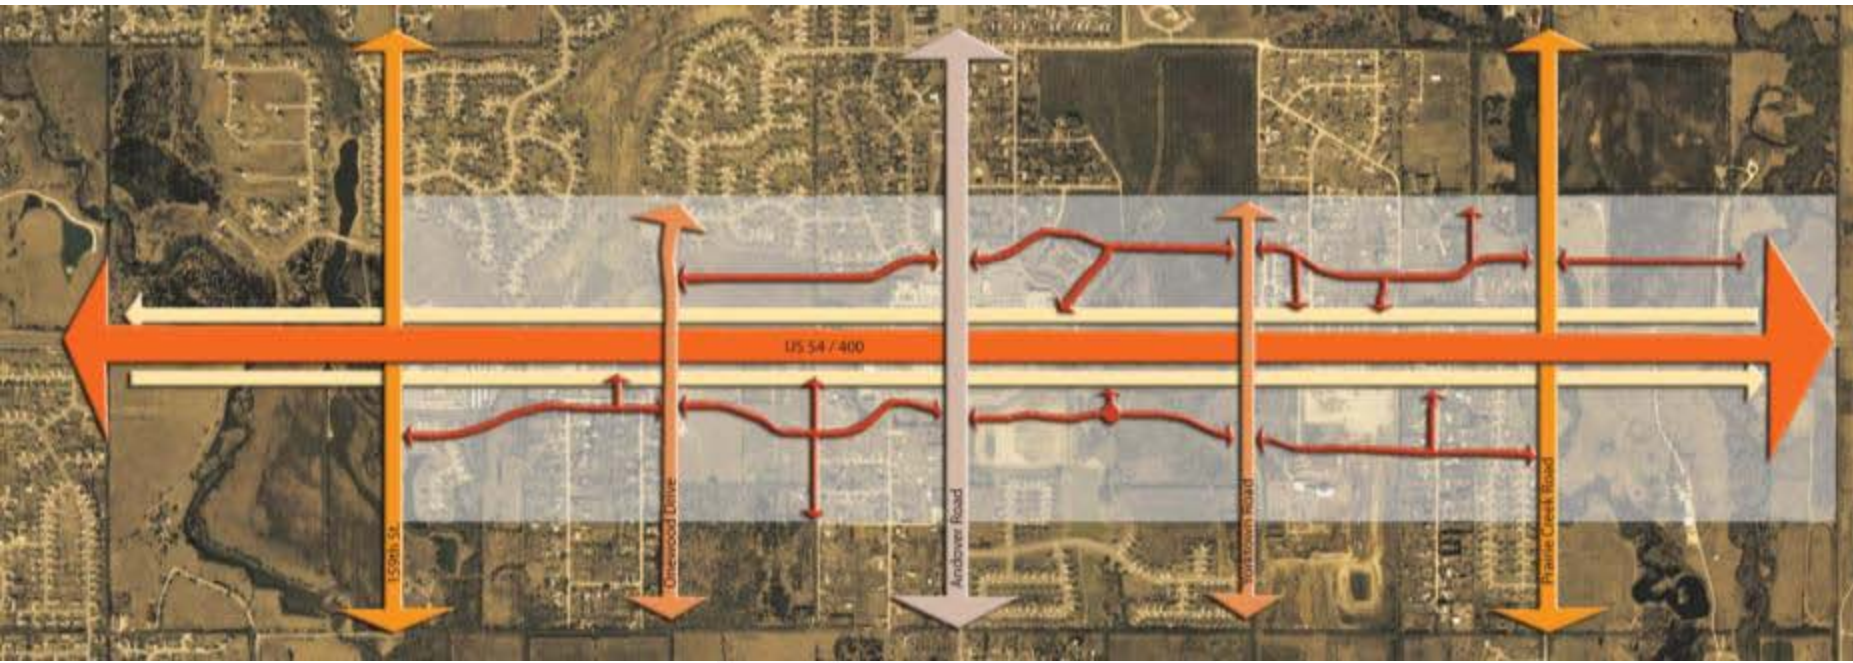 US 54 / 400
159th St.
Onewood Drive
Andover Road
Yorktown Road
Prairie Creek Road